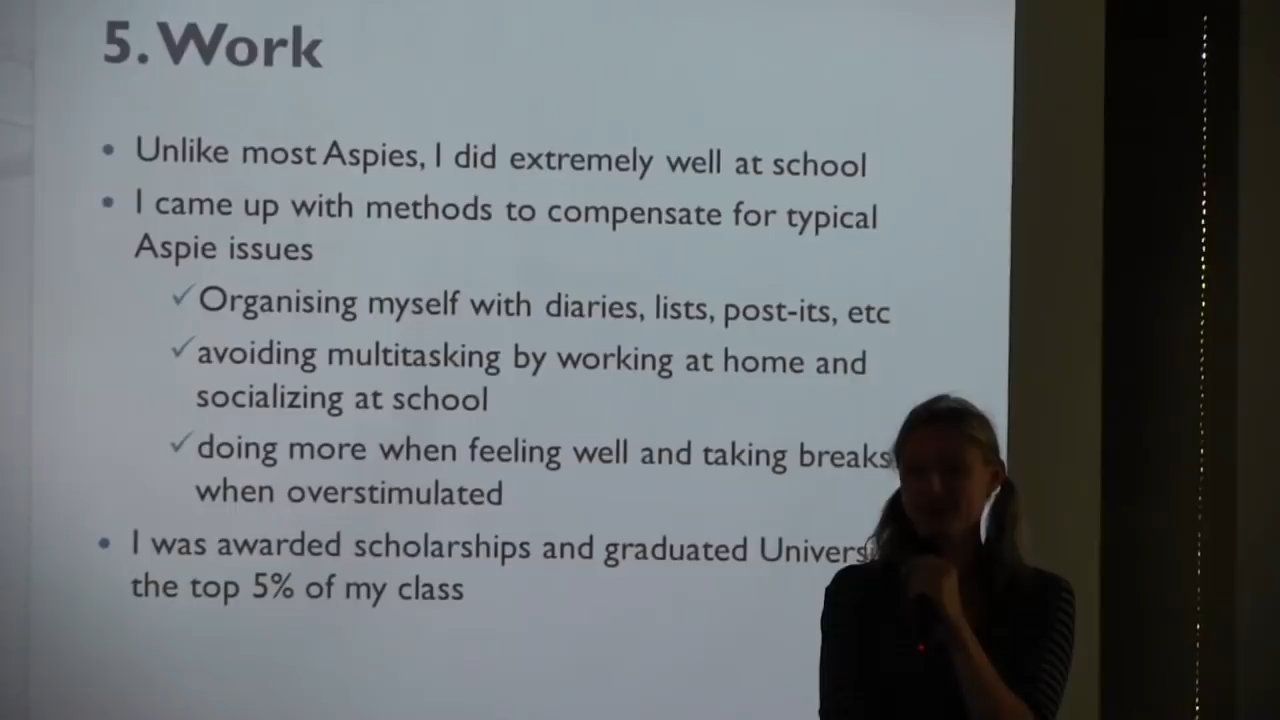 5. Work
• Unlike most Aspies, I did extremely well at school
• I came up with methods to compensate for typical
Aspie issues
✓ Organising myself with diaries, lists, post-its, etc
✓ avoiding multitasking by working at home and
socializing at school
✓ doing more when feeling well and taking breaks
when overstimulated
• I was awarded scholarships and graduated
the top 5% of my class